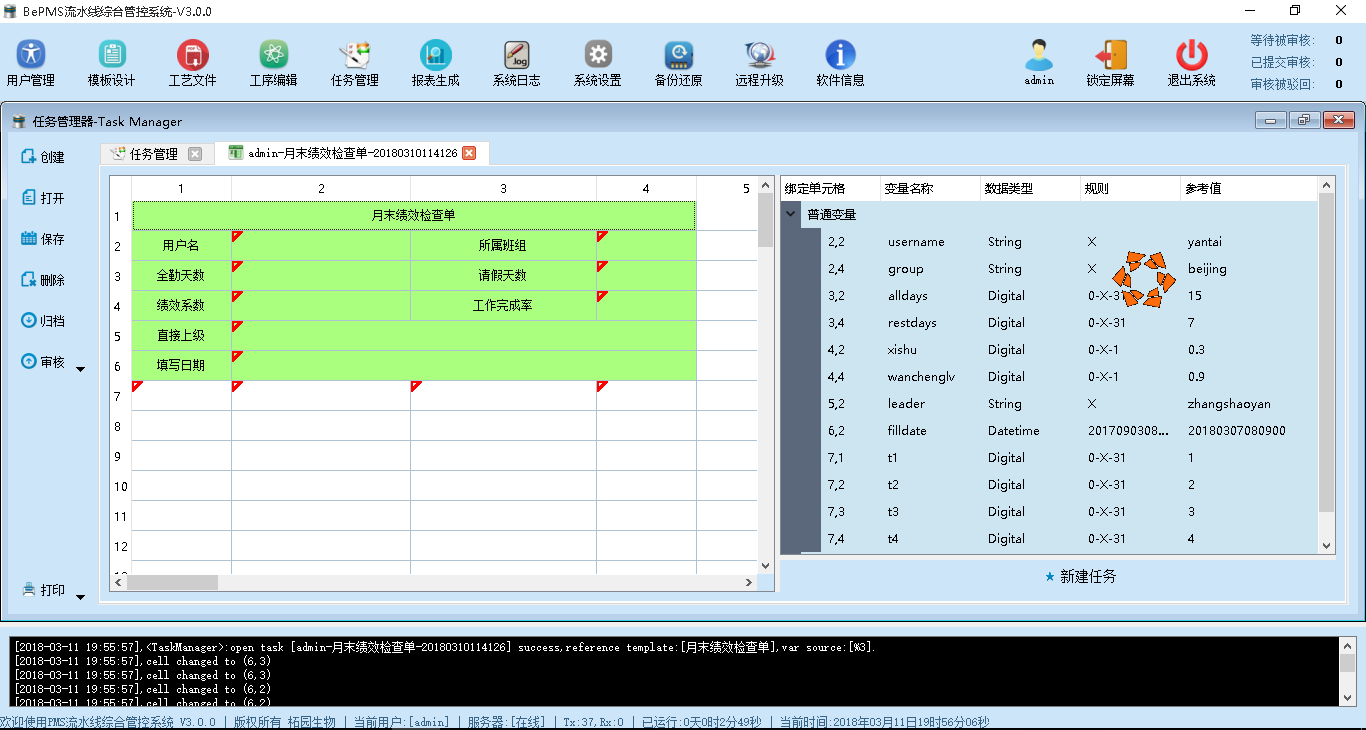 BePMS流水线综合管控系统-V3.0.0
用户管理 模板设计 工艺文件 工序编辑 任务管理 报表生成 系统日志 系统设置 备份还原 远程升级 软件信息 admin 锁定屏幕 退出系统
等待被审核: 0
已提交审核: 0
审核被驳回: 0
任务管理器-Task Manager
创建
打开
保存
删除
归档
审核
打印
任务管理 admin-月末绩效检查单-20180310114126
1 2 3 4 5
1 月末绩效检查单
2 用户名 所属班组
3 全勤天数 请假天数
4 绩效系数 工作完成率
5 直接上级
6 填写日期
7
8
9
10
11
12
绑定单元格 变量名称 数据类型 规则 参考值
普通变量
2,2 username String X yantai
2,4 group String X beijing
3,2 alldays Digital 0-X-31 15
3,4 restdays Digital 0-X-31 7
4,2 xishu Digital 0-X-1 0.3
4,4 wanchenglv Digital 0-X-1 0.9
5,2 leader String X zhangshaoyan
6,2 filldate Datetime 2017090308... 20180307080900
7,1 t1 Digital 0-X-31 1
7,2 t2 Digital 0-X-31 2
7,3 t3 Digital 0-X-31 3
7,4 t4 Digital 0-X-31 4
新建任务
[2018-03-11 19:55:57],<TaskManager>:open task [admin-月末绩效检查单-20180310114126] success,reference template:[月末绩效检查单],var source:[%3].
[2018-03-11 19:55:57],cell changed to (6,3)
[2018-03-11 19:55:57],cell changed to (6,3)
[2018-03-11 19:55:57],cell changed to (6,2)
[2018-03-11 19:55:57],cell changed to (6,2)
欢迎使用PMS流水线综合管控系统 V3.0.0 | 版权所有 柘园生物 | 当前用户:[admin] | 服务器:[在线] | Tx:37,Rx:0 | 已运行:0天0时2分49秒 | 当前时间:2018年03月11日19时56分06秒